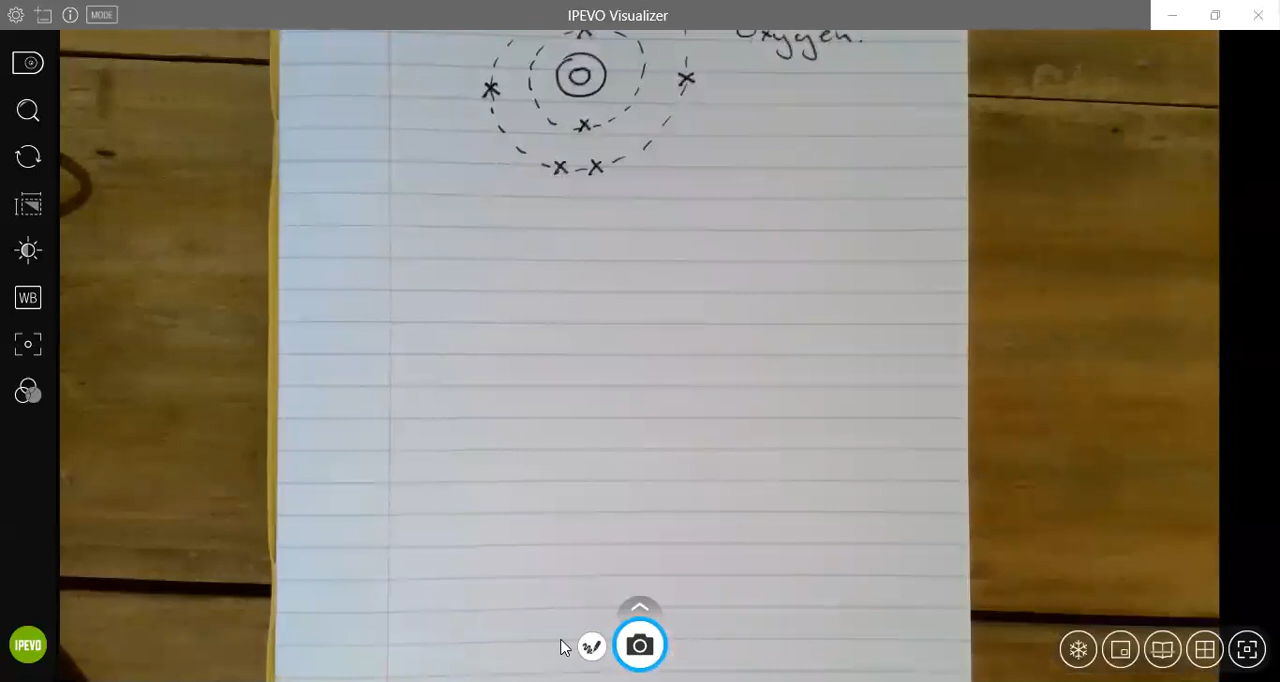 MODE
IPEVO Visualizer
Oxygen.
x
x
x
x
x x
O
WB
IPEVO